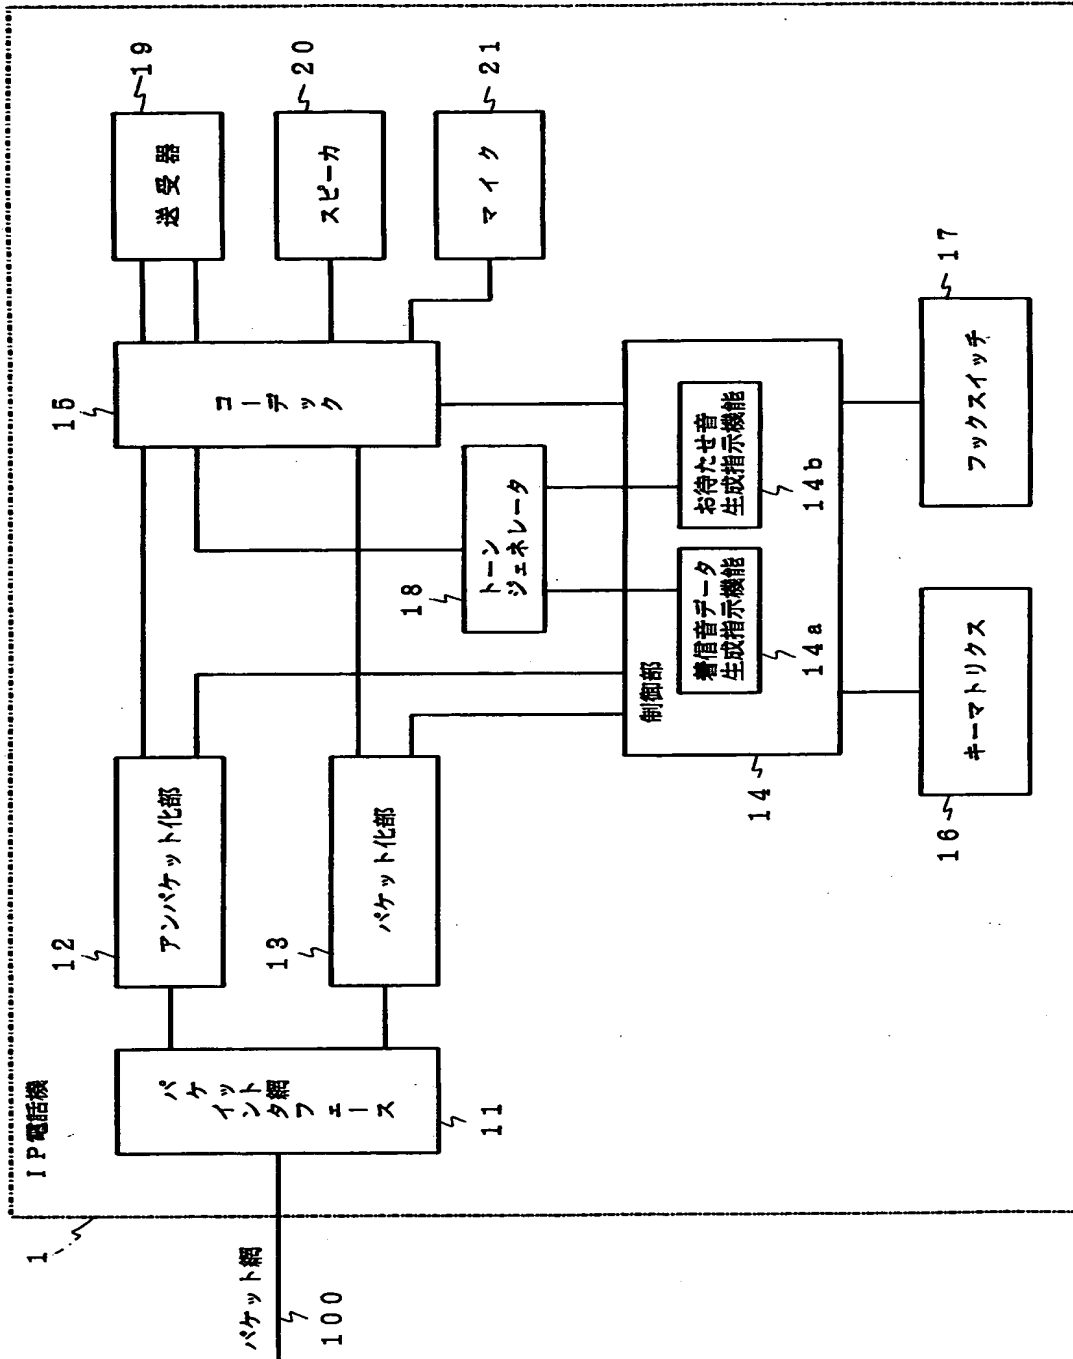 IP電話機
1
パケット網
100
パケット網
インタフェース
11
アンパケット化部
12
パケット化部
13
制御部
14
着信音データ
生成指示機能
14a
お待たせ音
生成指示機能
14b
トーン
ジェネレータ
18
コーデック
15
送受器
19
スピーカ
20
マイク
21
キーマトリクス
16
フックスイッチ
17